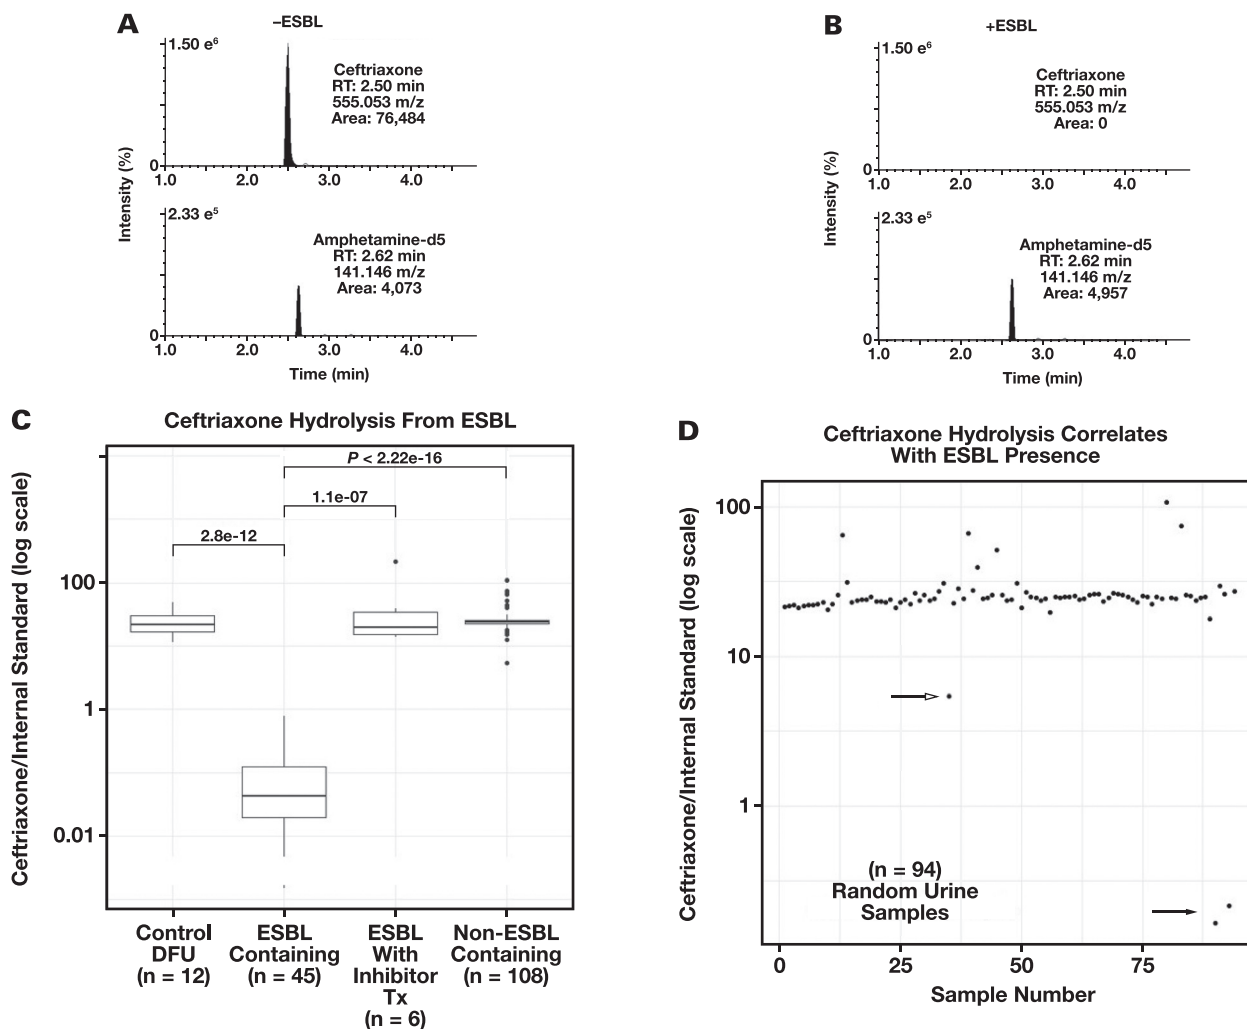 A
–ESBL
1.50 e⁶
Ceftriaxone
RT: 2.50 min
555.053 m/z
Area: 76,484
0
1.0 2.0 3.0 4.0
Intensity (%)
2.33 e⁵
Amphetamine-d5
RT: 2.62 min
141.146 m/z
Area: 4,073
0
1.0 2.0 3.0 4.0
Time (min)
B
+ESBL
1.50 e⁶
Ceftriaxone
RT: 2.50 min
555.053 m/z
Area: 0
0
1.0 2.0 3.0 4.0
Intensity (%)
2.33 e⁵
Amphetamine-d5
RT: 2.62 min
141.146 m/z
Area: 4,957
0
1.0 2.0 3.0 4.0
Time (min)
C
Ceftriaxone Hydrolysis From ESBL
Ceftriaxone/Internal Standard (log scale)
P < 2.22e-16
1.1e-07
2.8e-12
100
1
0.01
Control
DFU
(n = 12)
ESBL
Containing
(n = 45)
ESBL
With
Inhibitor
Tx
(n = 6)
Non-ESBL
Containing
(n = 108)
D
Ceftriaxone Hydrolysis Correlates
With ESBL Presence
Ceftriaxone/Internal Standard (log scale)
100
10
1
(n = 94)
Random Urine
Samples
0 25 50 75
Sample Number